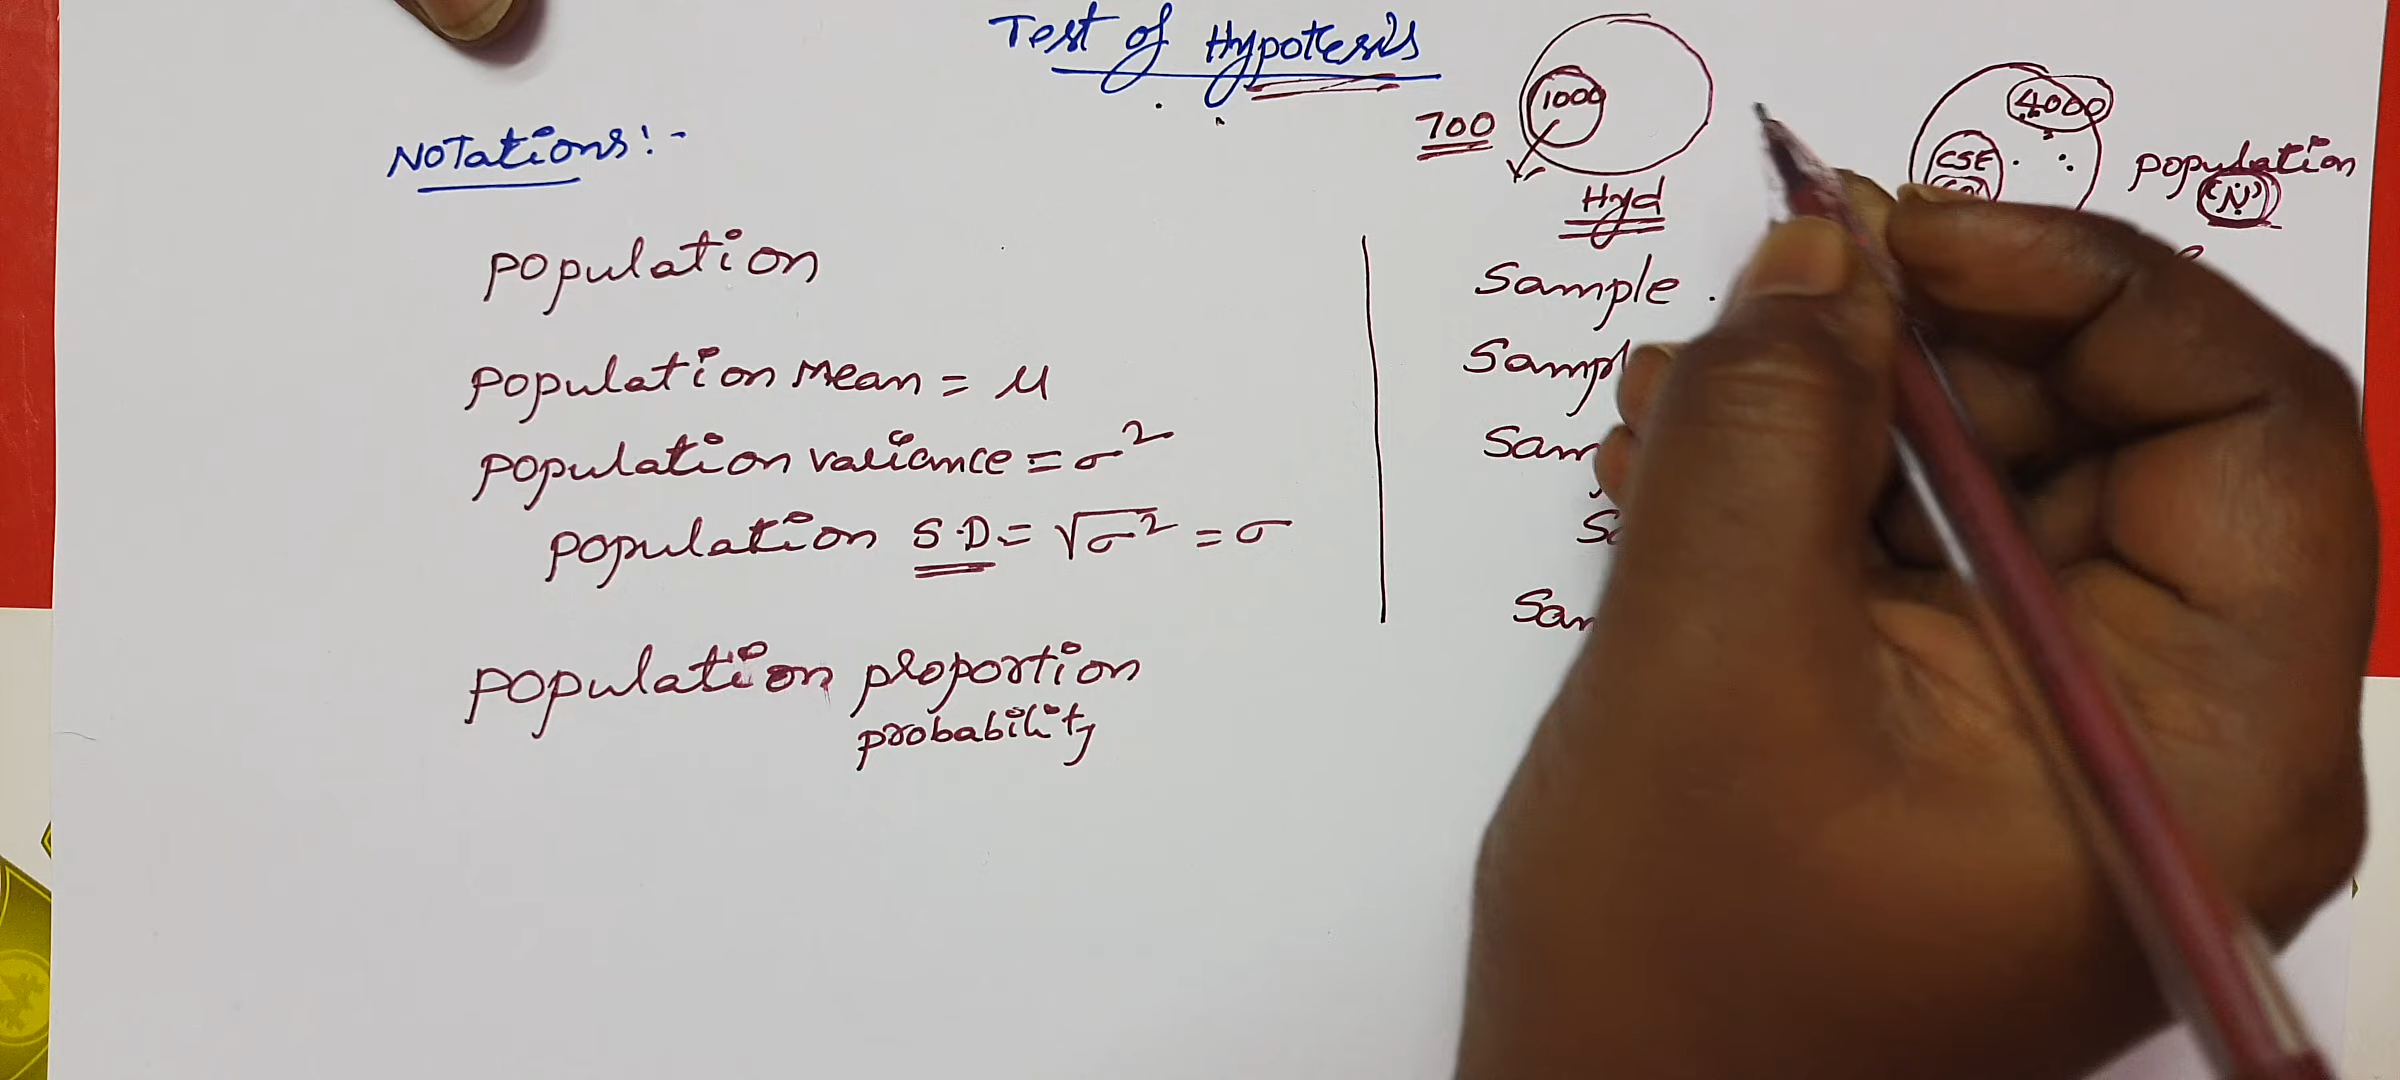 Test of Hypotesis
1000
700
Hyd
4000
CSE
population
(N)
NOTations:-
population
population mean = μ
population variance = σ²
population S.D = √σ² = σ
population proportion
probability
Sample